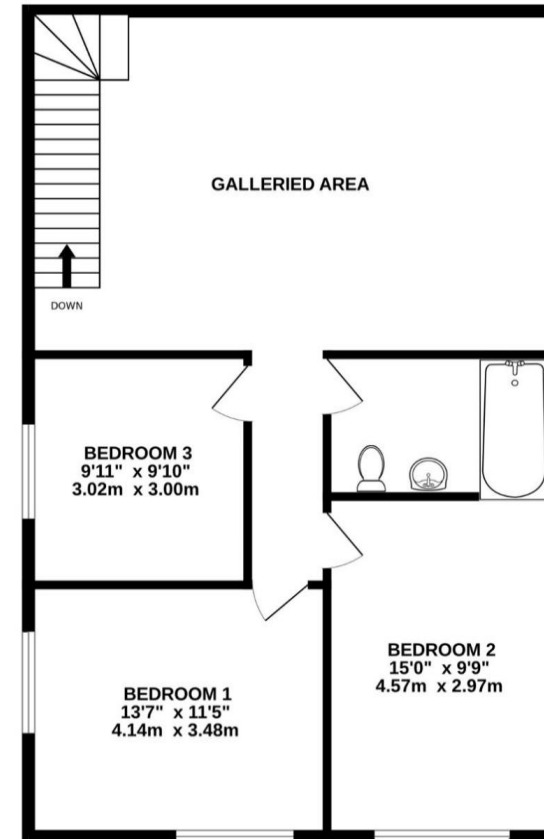 GALLERIED AREA
DOWN
BEDROOM 3
9'11" x 9'10"
3.02m x 3.00m
BEDROOM 2
15'0" x 9'9"
4.57m x 2.97m
BEDROOM 1
13'7" x 11'5"
4.14m x 3.48m